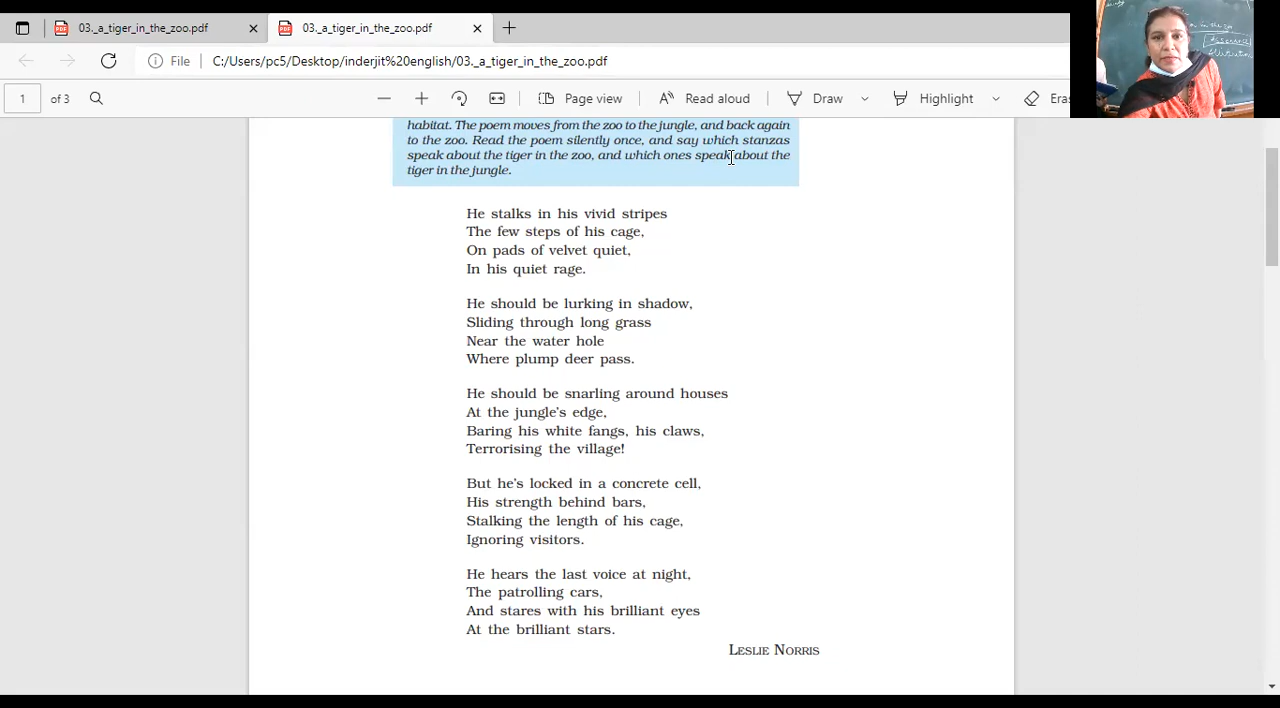 03._a_tiger_in_the_zoo.pdf
03._a_tiger_in_the_zoo.pdf
File
C:/Users/pc5/Desktop/inderjit%20english/03._a_tiger_in_the_zoo.pdf
1 of 3
Page view
Read aloud
Draw
Highlight
Eras
in the zoo
habitat. The poem moves from the zoo to the jungle, and back again
to the zoo. Read the poem silently once, and say which stanzas
speak about the tiger in the zoo, and which ones speak about the
tiger in the jungle.
He stalks in his vivid stripes
The few steps of his cage,
On pads of velvet quiet,
In his quiet rage.
He should be lurking in shadow,
Sliding through long grass
Near the water hole
Where plump deer pass.
He should be snarling around houses
At the jungle's edge,
Baring his white fangs, his claws,
Terrorising the village!
But he's locked in a concrete cell,
His strength behind bars,
Stalking the length of his cage,
Ignoring visitors.
He hears the last voice at night,
The patrolling cars,
And stares with his brilliant eyes
At the brilliant stars.
LESLIE NORRIS